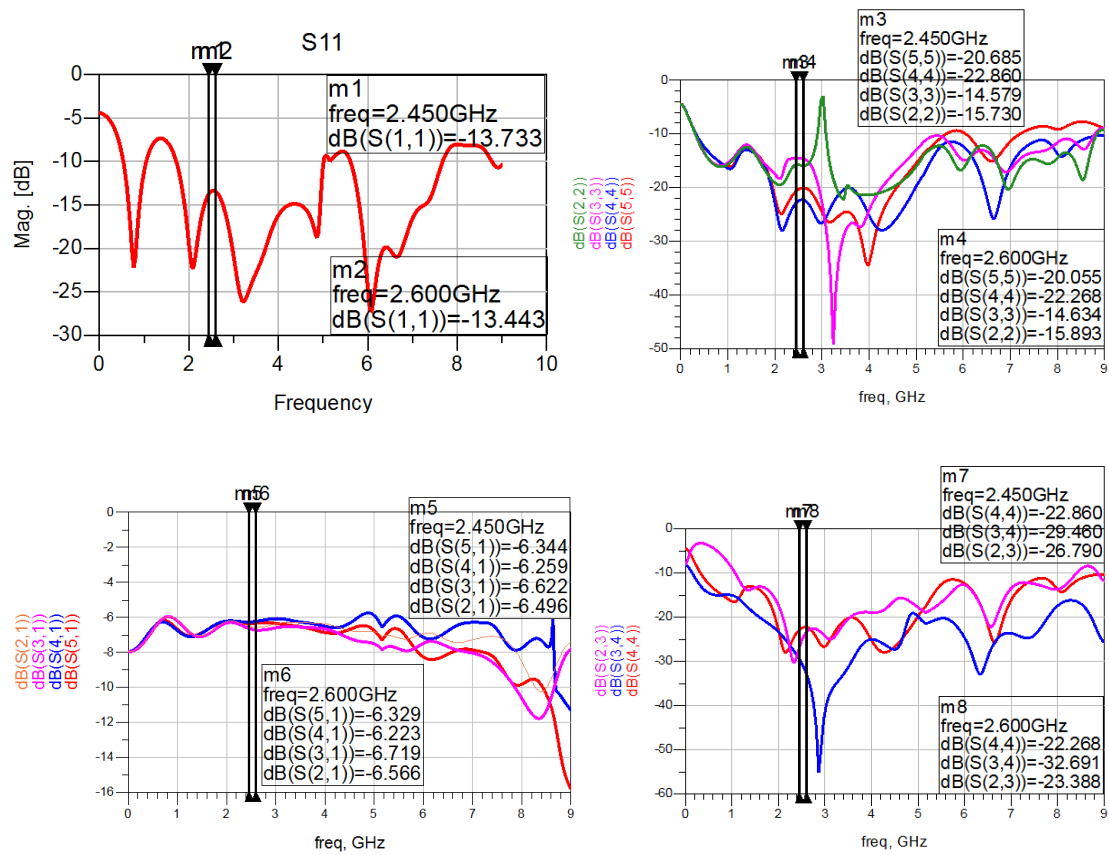 S11
m1
m2
0
-5
-10
-15
-20
-25
-30
Mag. [dB]
m1
freq=2.450GHz
dB(S(1,1))=-13.733
m2
freq=2.600GHz
dB(S(1,1))=-13.443
0
2
4
6
8
10
Frequency
m3
m4
m3
freq=2.450GHz
dB(S(5,5))=-20.685
dB(S(4,4))=-22.860
dB(S(3,3))=-14.579
dB(S(2,2))=-15.730
0
-10
-20
-30
-40
-50
dB(S(2,2))
dB(S(3,3))
dB(S(4,4))
dB(S(5,5))
m4
freq=2.600GHz
dB(S(5,5))=-20.055
dB(S(4,4))=-22.268
dB(S(3,3))=-14.634
dB(S(2,2))=-15.893
0
1
2
3
4
5
6
7
8
9
freq, GHz
m5
m6
m5
freq=2.450GHz
dB(S(5,1))=-6.344
dB(S(4,1))=-6.259
dB(S(3,1))=-6.622
dB(S(2,1))=-6.496
0
-2
-4
-6
-8
-10
-12
-14
-16
dB(S(2,1))
dB(S(3,1))
dB(S(4,1))
dB(S(5,1))
m6
freq=2.600GHz
dB(S(5,1))=-6.329
dB(S(4,1))=-6.223
dB(S(3,1))=-6.719
dB(S(2,1))=-6.566
0
1
2
3
4
5
6
7
8
9
freq, GHz
m7
m8
m7
freq=2.450GHz
dB(S(4,4))=-22.860
dB(S(3,4))=-29.460
dB(S(2,3))=-26.790
0
-10
-20
-30
-40
-50
-60
dB(S(2,3))
dB(S(3,4))
dB(S(4,4))
m8
freq=2.600GHz
dB(S(4,4))=-22.268
dB(S(3,4))=-32.691
dB(S(2,3))=-23.388
0
1
2
3
4
5
6
7
8
9
freq, GHz